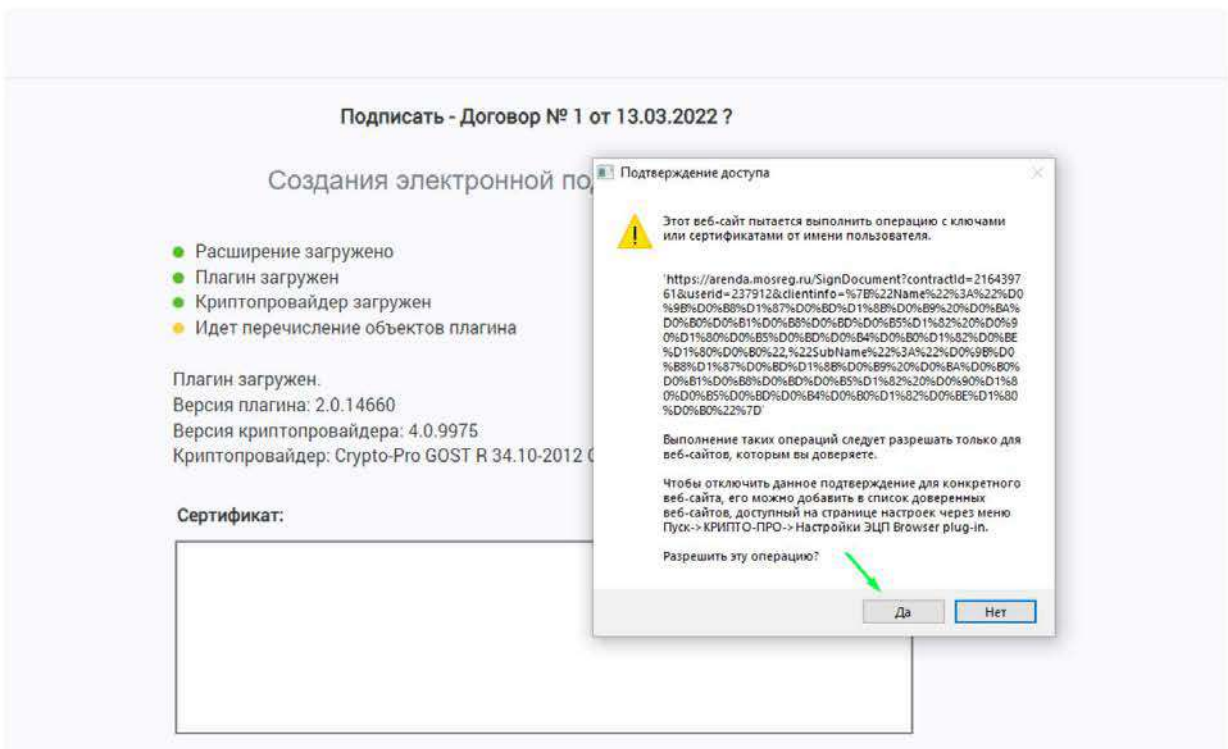 Подписать - Договор № 1 от 13.03.2022 ?
Создания электронной по
Расширение загружено
Плагин загружен
Криптопровайдер загружен
Идет перечисление объектов плагина
Плагин загружен.
Версия плагина: 2.0.14660
Версия криптопровайдера: 4.0.9975
Криптопровайдер: Crypto-Pro GOST R 34.10-2012
Сертификат:
Подтверждение доступа
Этот веб-сайт пытается выполнить операцию с ключами
или сертификатами от имени пользователя.
'https://arenda.mosreg.ru/SignDocument?contractId=2164397
61&userid=237912&clientinfo=%7B%22Name%22%3A%22%D0
%9B%D0%B8%D1%87%D0%BD%D1%8B%D0%B9%20%D0%BA%
D0%B0%D0%B1%D0%B8%D0%BD%D0%B5%D1%82%20%D0%9
0%D1%80%D0%B5%D0%BD%D0%B4%D0%B0%D1%82%D0%BE
%D1%80%D0%B0%22,%22SubName%22%3A%22%D0%9B%D0
%B8%D1%87%D0%BD%D1%8B%D0%B9%20%D0%BA%D0%B0%
D0%B1%D0%B8%D0%BD%D0%B5%D1%82%20%D0%90%D1%8
0%D0%B5%D0%BD%D0%B4%D0%B0%D1%82%D0%BE%D1%80
%D0%B0%22%7D'
Выполнение таких операций следует разрешать только для
веб-сайтов, которым вы доверяете.
Чтобы отключить данное подтверждение для конкретного
веб-сайта, его можно добавить в список доверенных
веб-сайтов, доступный на странице настроек через меню
Пуск->КРИПТО-ПРО->Настройки ЭЦП Browser plug-in.
Разрешить эту операцию?
Да
Нет